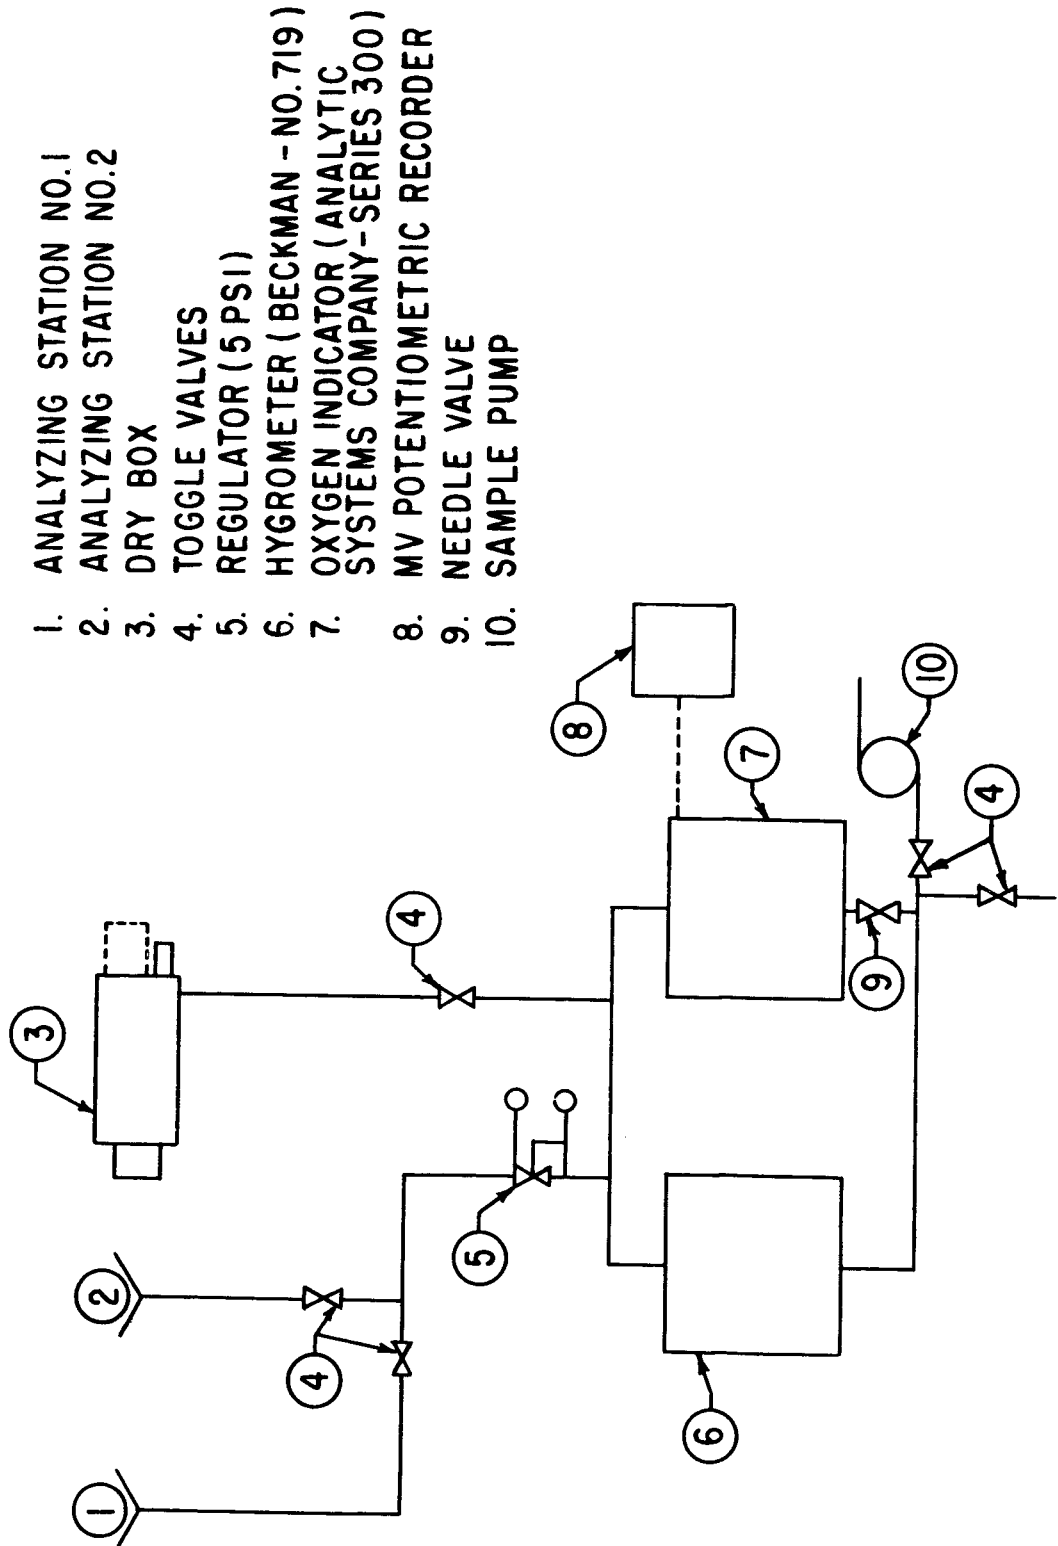 1. ANALYZING STATION NO.1
2. ANALYZING STATION NO.2
3. DRY BOX
4. TOGGLE VALVES
5. REGULATOR (5 PSI)
6. HYGROMETER (BECKMAN - NO. 719)
7. OXYGEN INDICATOR (ANALYTIC
SYSTEMS COMPANY-SERIES 300)
8. MV POTENTIOMETRIC RECORDER
9. NEEDLE VALVE
10. SAMPLE PUMP
1
2
3
4
5
4
6
7
8
9
10
4